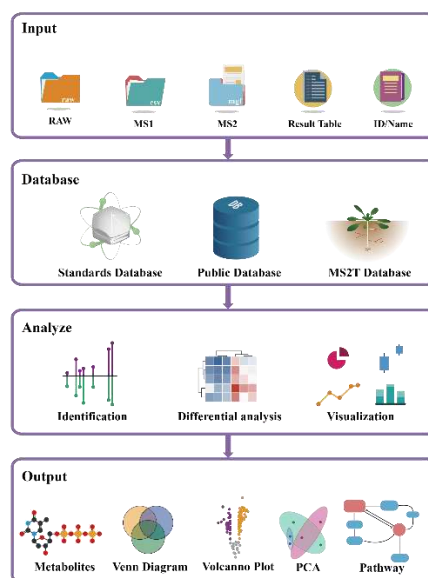 Input
RAW
csv
mgf
RAW MS1 MS2 Result Table ID/Name
Database
DB
Standards Database Public Database MS2T Database
Analyze
Identification Differential analysis Visualization
Output
Metabolites Venn Diagram Volcanno Plot PCA Pathway